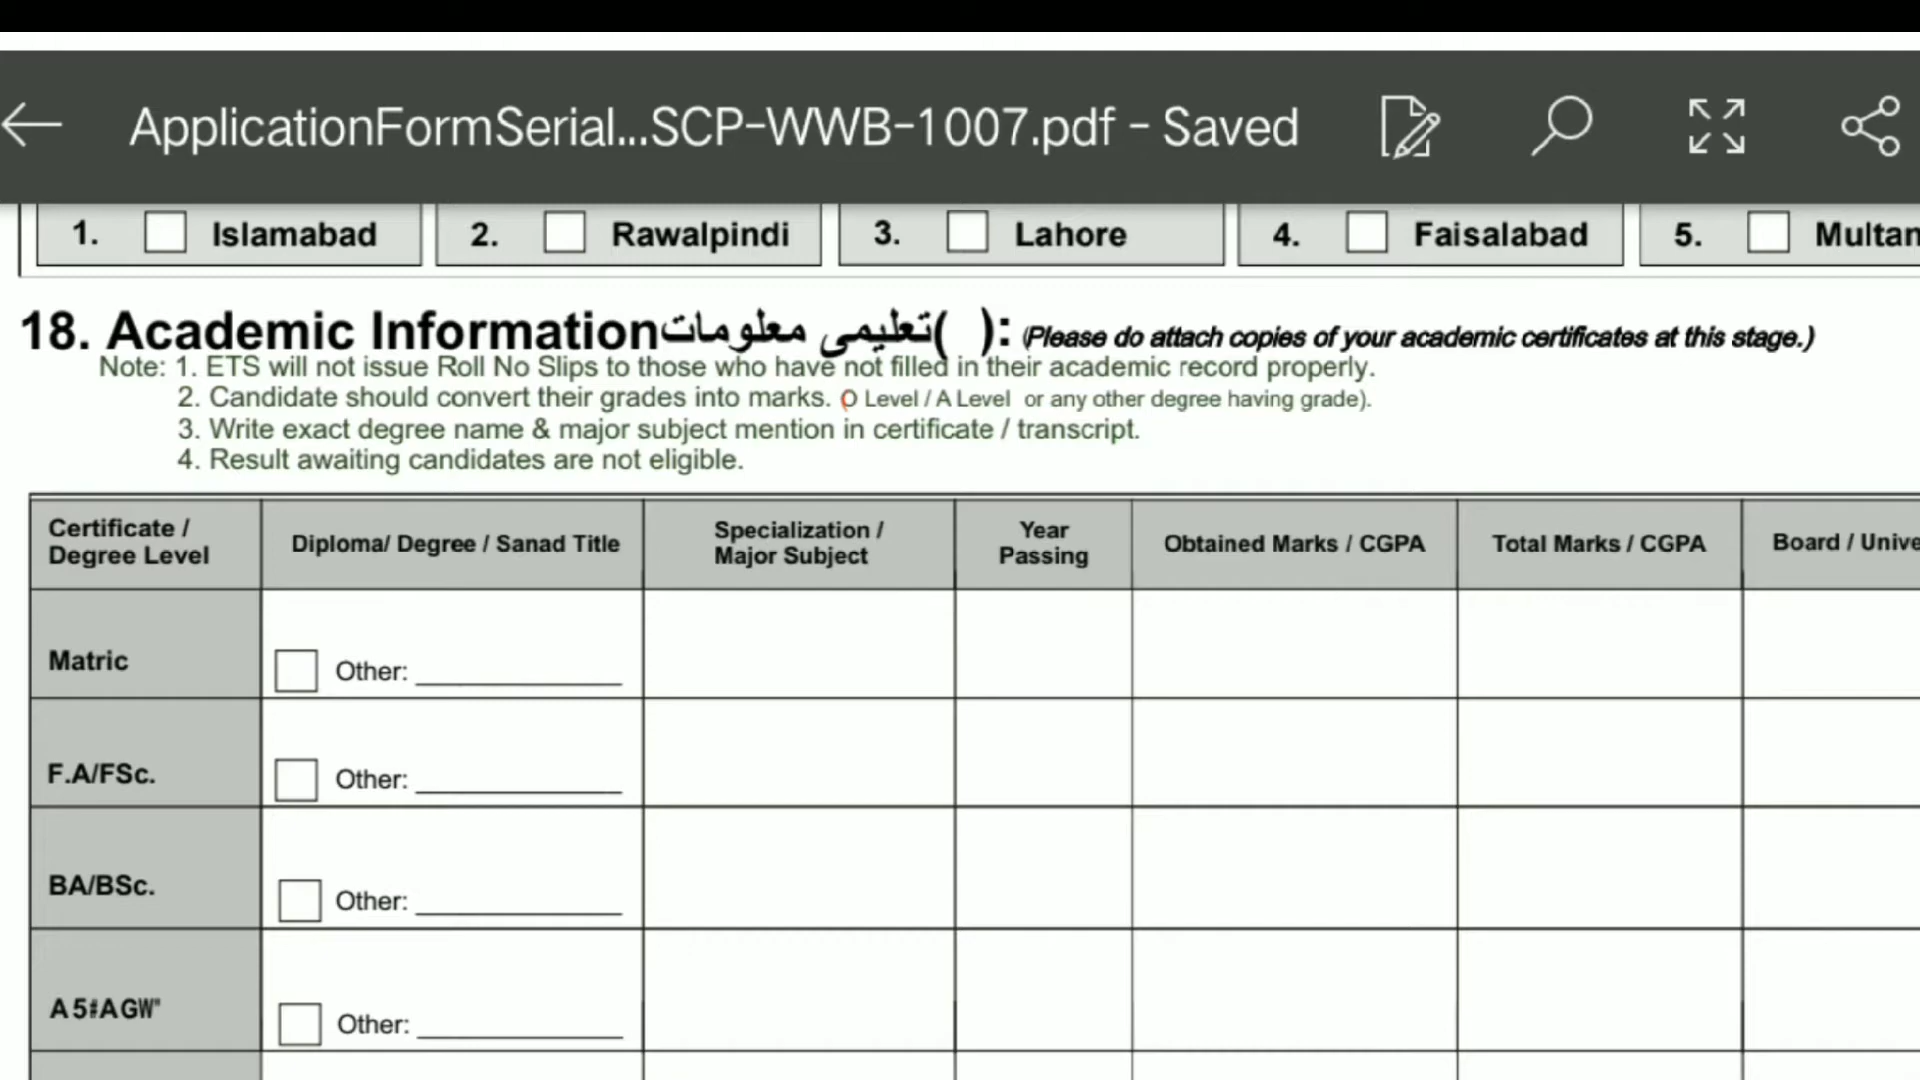 ApplicationFormSerial...SCP-WWB-1007.pdf - Saved
1. Islamabad 2. Rawalpindi 3. Lahore 4. Faisalabad 5. Multan
18. Academic Information تعلیمی معلومات( ): (Please do attach copies of your academic certificates at this stage.)
Note: 1. ETS will not issue Roll No Slips to those who have not filled in their academic record properly.
2. Candidate should convert their grades into marks. (O Level / A Level or any other degree having grade).
3. Write exact degree name & major subject mention in certificate / transcript.
4. Result awaiting candidates are not eligible.
Certificate / Degree Level
Diploma/ Degree / Sanad Title
Specialization / Major Subject
Year Passing
Obtained Marks / CGPA
Total Marks / CGPA
Board / Unive
Matric
Other:
F.A/FSc.
Other:
BA/BSc.
Other:
A5#AGW"
Other: